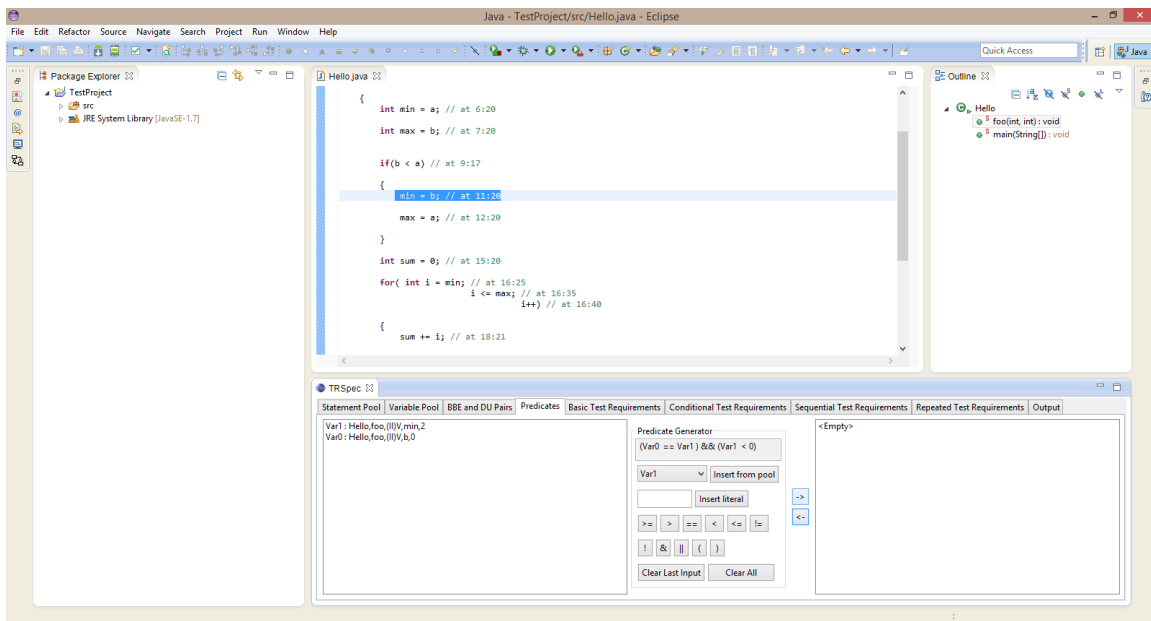 Java - TestProject/src/Hello.java - Eclipse
File Edit Refactor Source Navigate Search Project Run Window Help
Quick Access
Java
Package Explorer
TestProject
src
JRE System Library [JavaSE-1.7]
Hello.java
{
int min = a; // at 6:20
int max = b; // at 7:20
if(b < a) // at 9:17
{
min = b; // at 11:20
max = a; // at 12:20
}
int sum = 0; // at 15:20
for( int i = min; // at 16:25
i <= max; // at 16:35
i++) // at 16:40
{
sum += i; // at 18:21
Outline
Hello
foo(int, int) : void
main(String[]) : void
TRSpec
Statement Pool Variable Pool BBE and DU Pairs Predicates Basic Test Requirements Conditional Test Requirements Sequential Test Requirements Repeated Test Requirements Output
Var1 : Hello,foo,(II)V,min,2
Var0 : Hello,foo,(II)V,b,0
Predicate Generator
(Var0 == Var1 ) && (Var1 < 0)
Var1 Insert from pool
Insert literal
>= > == < <= !=
! & || ( )
Clear Last Input Clear All
->
<-
<Empty>